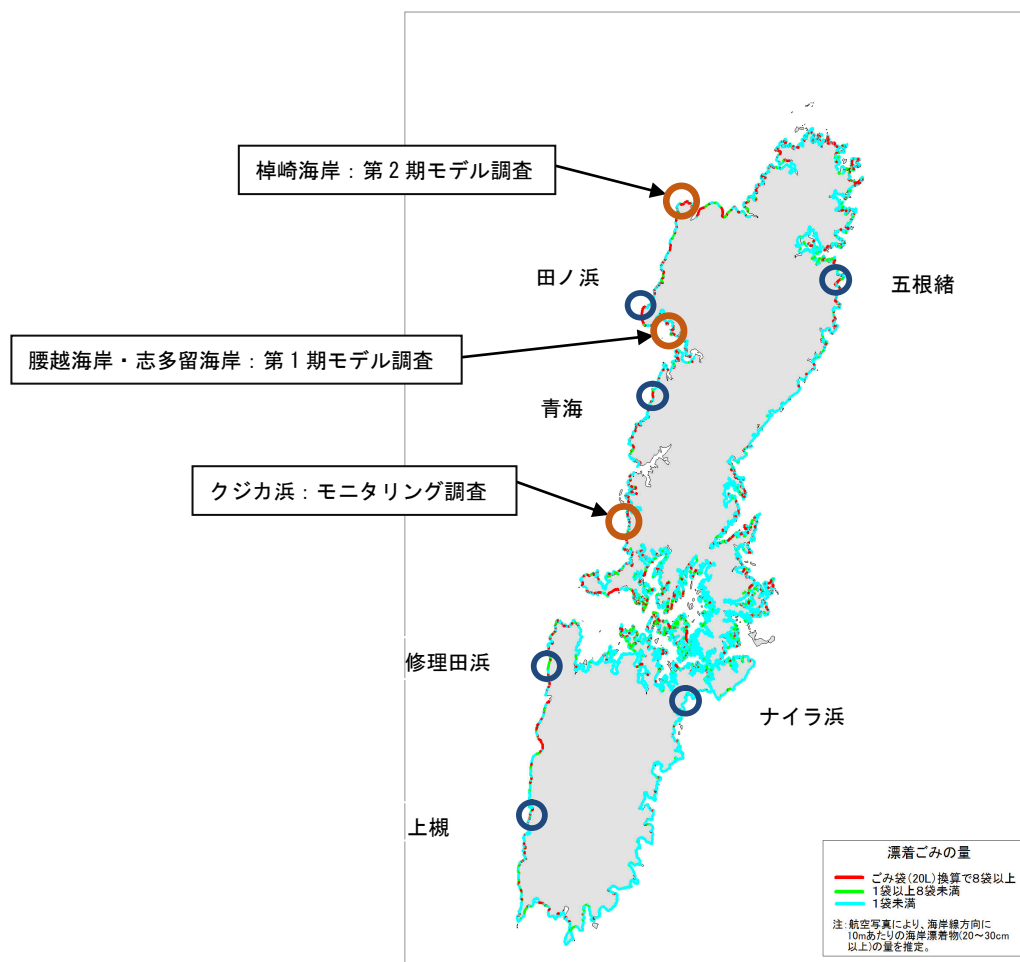 棹崎海岸：第２期モデル調査
田ノ浜
五根緒
腰越海岸・志多留海岸：第１期モデル調査
青海
クジカ浜：モニタリング調査
修理田浜
ナイラ浜
上槻
漂着ごみの量
ごみ袋(20L)換算で8袋以上
1袋以上8袋未満
1袋未満
注：航空写真により、海岸線方向に
10mあたりの海岸漂着物(20～30cm
以上)の量を推定。